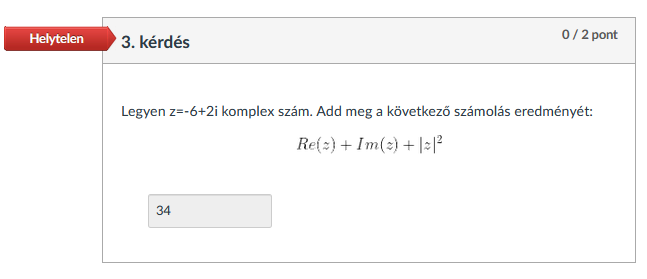 Helytelen
3. kérdés
0 / 2 pont
Legyen z=-6+2i komplex szám. Add meg a következő számolás eredményét:
Re(z) + Im(z) + |z|²
34